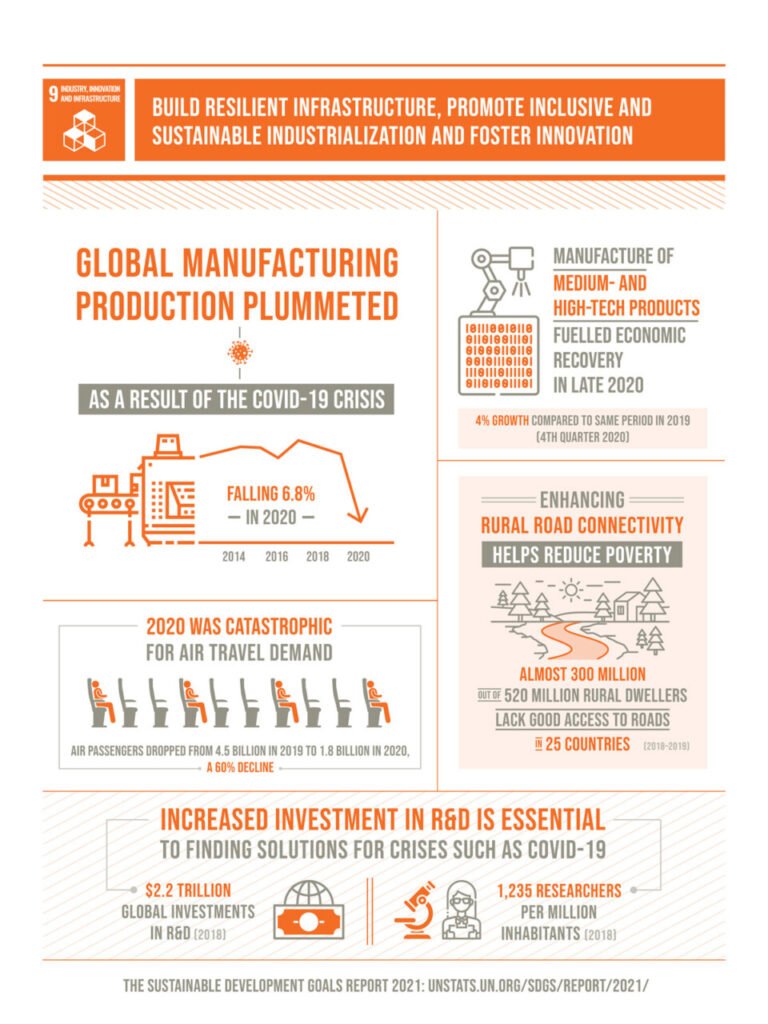 9 INDUSTRY, INNOVATION
AND INFRASTRUCTURE
BUILD RESILIENT INFRASTRUCTURE, PROMOTE INCLUSIVE AND
SUSTAINABLE INDUSTRIALIZATION AND FOSTER INNOVATION
GLOBAL MANUFACTURING
PRODUCTION PLUMMETED
AS A RESULT OF THE COVID-19 CRISIS
FALLING 6.8%
— IN 2020 —
2014 2016 2018 2020
MANUFACTURE OF
MEDIUM- AND
HIGH-TECH PRODUCTS
FUELLED ECONOMIC
RECOVERY
IN LATE 2020
4% GROWTH COMPARED TO SAME PERIOD IN 2019
(4TH QUARTER 2020)
ENHANCING
RURAL ROAD CONNECTIVITY
HELPS REDUCE POVERTY
ALMOST 300 MILLION
OUT OF 520 MILLION RURAL DWELLERS
LACK GOOD ACCESS TO ROADS
IN 25 COUNTRIES (2018-2019)
2020 WAS CATASTROPHIC
FOR AIR TRAVEL DEMAND
AIR PASSENGERS DROPPED FROM 4.5 BILLION IN 2019 TO 1.8 BILLION IN 2020,
A 60% DECLINE
INCREASED INVESTMENT IN R&D IS ESSENTIAL
TO FINDING SOLUTIONS FOR CRISES SUCH AS COVID-19
$2.2 TRILLION
GLOBAL INVESTMENTS
IN R&D (2018)
1,235 RESEARCHERS
PER MILLION
INHABITANTS (2018)
THE SUSTAINABLE DEVELOPMENT GOALS REPORT 2021: UNSTATS.UN.ORG/SDGS/REPORT/2021/